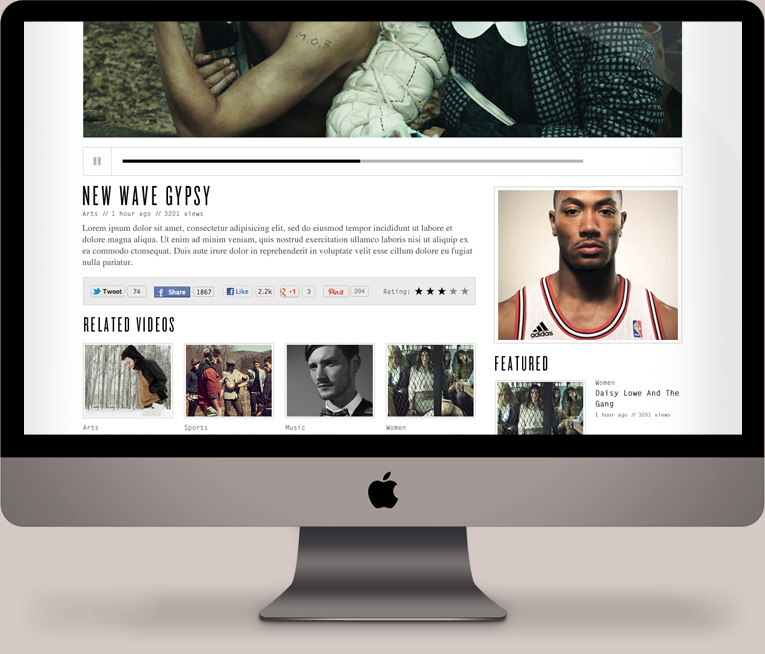 M.O.B.
NEW WAVE GYPSY
Arts // 1 hour ago // 3201 views
Lorem ipsum dolor sit amet, consectetur adipisicing elit, sed do eiusmod tempor incididunt ut labore et
dolore magna aliqua. Ut enim ad minim veniam, quis nostrud exercitation ullamco laboris nisi ut aliquip ex
ea commodo consequat. Duis aute irure dolor in reprehenderit in voluptate velit esse cillum dolore eu fugiat
nulla pariatur.
Tweet 74 f Share 1867 f Like 2.2k g +1 3 Pin it 294 Rating:
RELATED VIDEOS
Arts Sports Music Women
adidas
FEATURED
Women
Daisy Lowe And The
Gang
1 hour ago // 3201 views